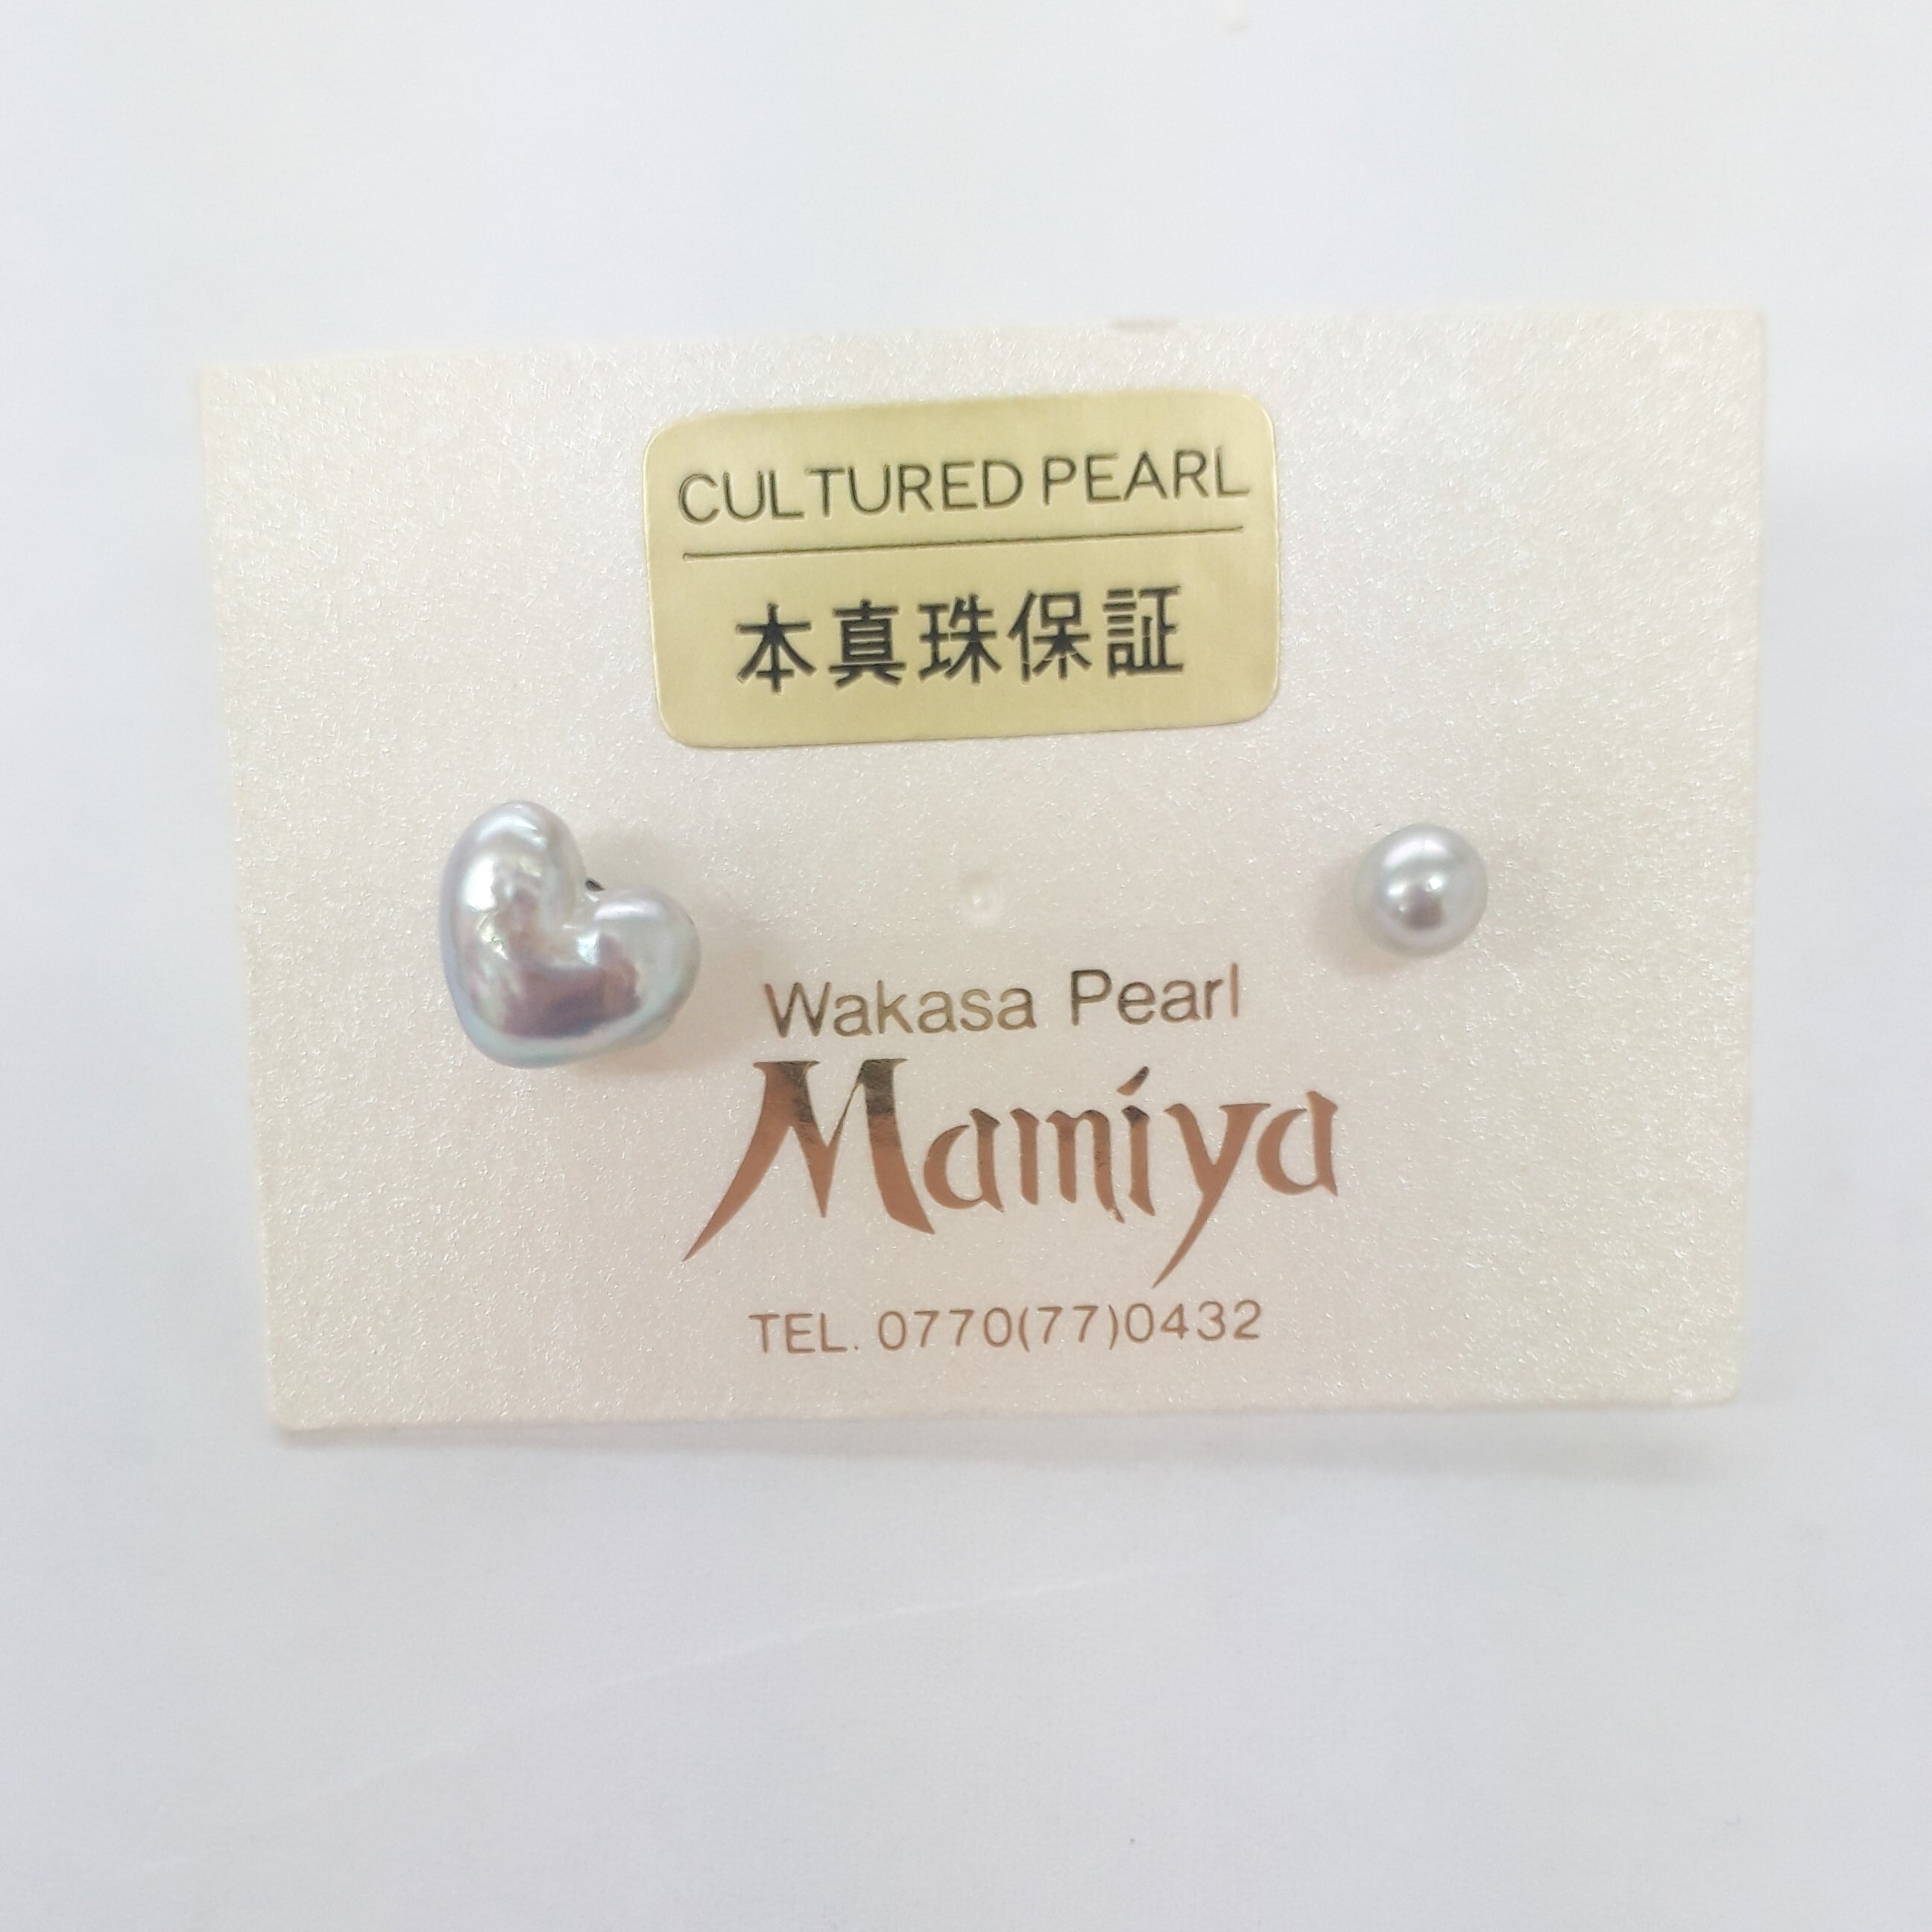 CULTURED PEARL
本真珠保証
Wakasa Pearl
Mamiya
TEL. 0770(77)0432